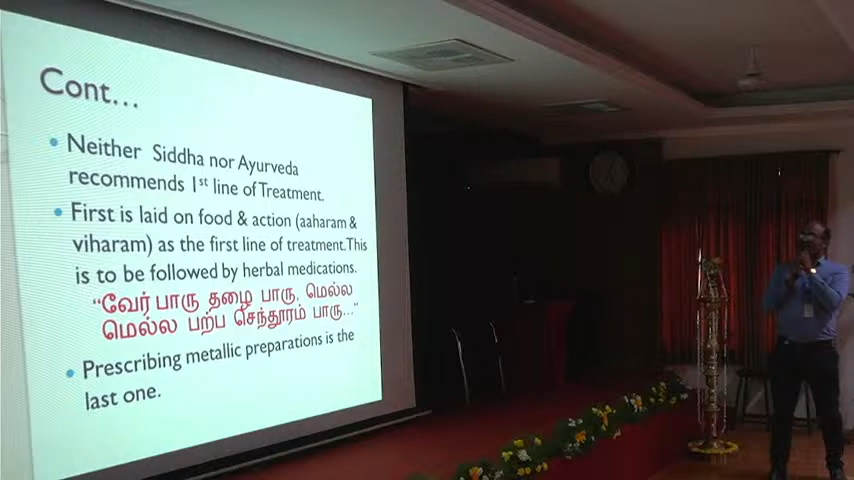 Cont...
• Neither Siddha nor Ayurveda
recommends 1st line of Treatment.
• First is laid on food & action (aaharam &
viharam) as the first line of treatment.This
is to be followed by herbal medications.
“வேர் பாரு தழை பாரு, மெல்ல
மெல்ல பற்ப செந்தூரம் பாரு...”
• Prescribing metallic preparations is the
last one.